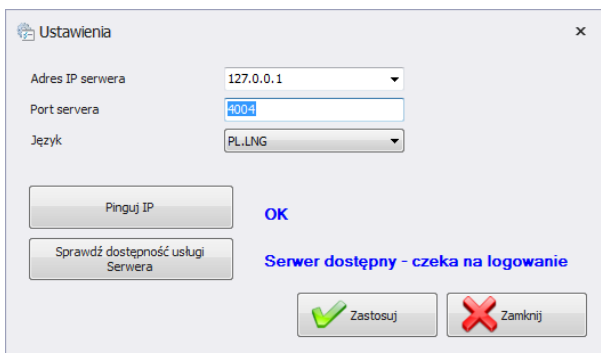 Ustawienia
Adres IP serwera 127.0.0.1
Port servera 4004
Język PL.LNG
Pinguj IP OK
Sprawdź dostępność usługi
Serwera
Serwer dostępny - czeka na logowanie
Zastosuj Zamknij